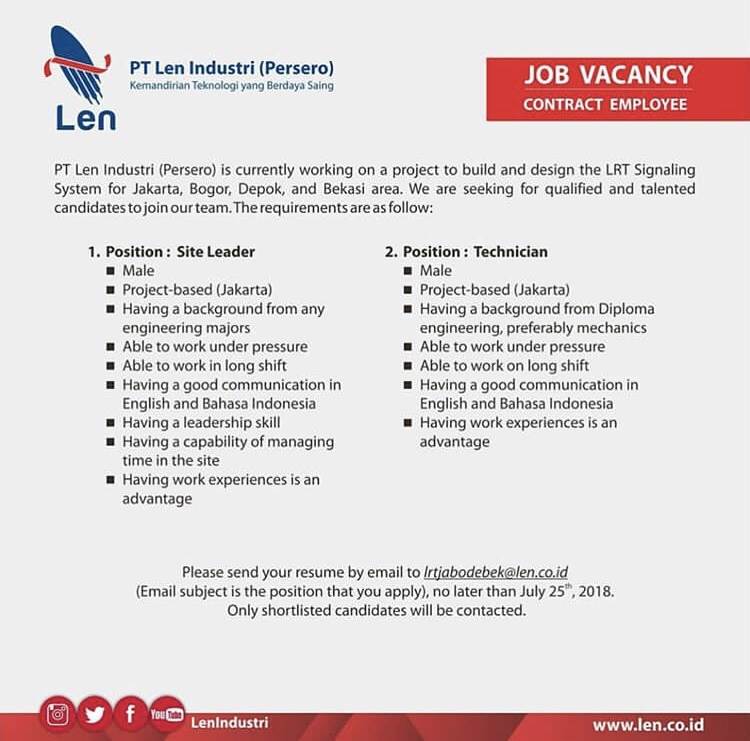 Len
PT Len Industri (Persero)
Kemandirian Teknologi yang Berdaya Saing
JOB VACANCY
CONTRACT EMPLOYEE
PT Len Industri (Persero) is currently working on a project to build and design the LRT Signaling
System for Jakarta, Bogor, Depok, and Bekasi area. We are seeking for qualified and talented
candidates to join our team. The requirements are as follow:
1. Position : Site Leader
■ Male
■ Project-based (Jakarta)
■ Having a background from any
engineering majors
■ Able to work under pressure
■ Able to work in long shift
■ Having a good communication in
English and Bahasa Indonesia
■ Having a leadership skill
■ Having a capability of managing
time in the site
■ Having work experiences is an
advantage
2. Position : Technician
■ Male
■ Project-based (Jakarta)
■ Having a background from Diploma
engineering, preferably mechanics
■ Able to work under pressure
■ Able to work on long shift
■ Having a good communication in
English and Bahasa Indonesia
■ Having work experiences is an
advantage
Please send your resume by email to lrtjabodebek@len.co.id
(Email subject is the position that you apply), no later than July 25th, 2018.
Only shortlisted candidates will be contacted.
You Tube
LenIndustri
www.len.co.id